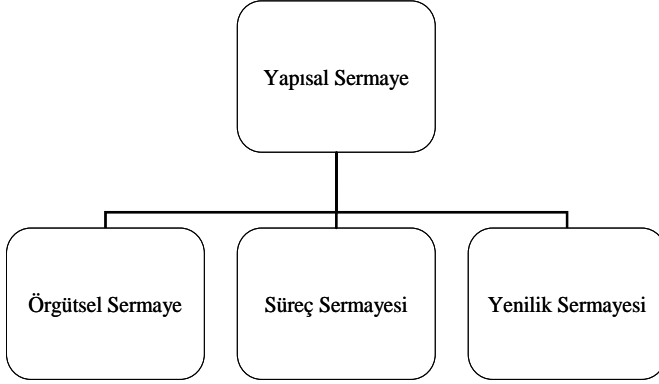 Yapısal Sermaye
Örgütsel Sermaye
Süreç Sermayesi
Yenilik Sermayesi